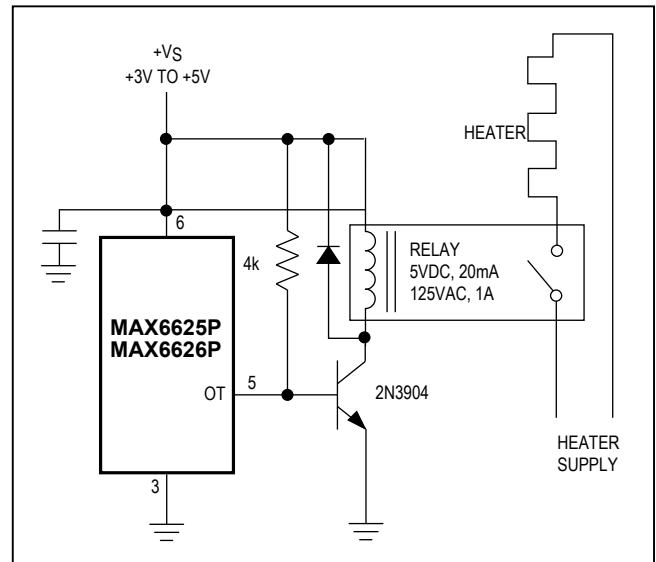 +VS
+3V TO +5V
HEATER
6
4k
RELAY
5VDC, 20mA
125VAC, 1A
MAX6625P
MAX6626P
OT
5
2N3904
HEATER
SUPPLY
3